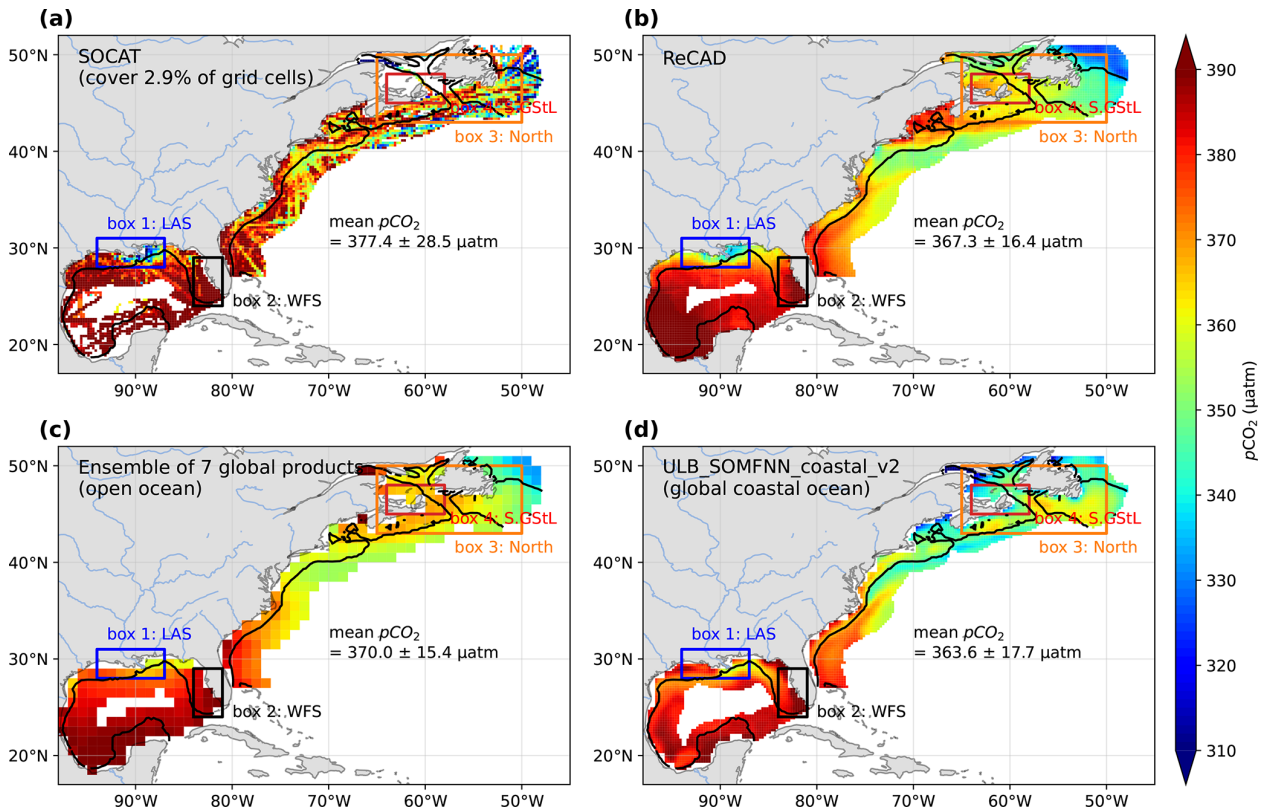 (a)
(b)
SOCAT
(cover 2.9% of grid cells)
ReCAD
box 4: S.GStL
box 3: North
box 1: LAS
box 2: WFS
mean pCO₂
= 377.4 ± 28.5 µatm
50°N
40°N
30°N
20°N
90°W
80°W
70°W
60°W
50°W
box 4: S.GStL
box 3: North
box 1: LAS
box 2: WFS
mean pCO₂
= 367.3 ± 16.4 µatm
50°N
40°N
30°N
20°N
90°W
80°W
70°W
60°W
50°W
(c)
(d)
Ensemble of 7 global products
(open ocean)
box 4: S.GStL
box 3: North
box 1: LAS
box 2: WFS
mean pCO₂
= 370.0 ± 15.4 µatm
50°N
40°N
30°N
20°N
90°W
80°W
70°W
60°W
50°W
ULB_SOMFNN_coastal_v2
(global coastal ocean)
box 4: S.GStL
box 3: North
box 1: LAS
box 2: WFS
mean pCO₂
= 363.6 ± 17.7 µatm
50°N
40°N
30°N
20°N
90°W
80°W
70°W
60°W
50°W
390
380
370
360
350
340
330
320
310
pCO₂ (µatm)